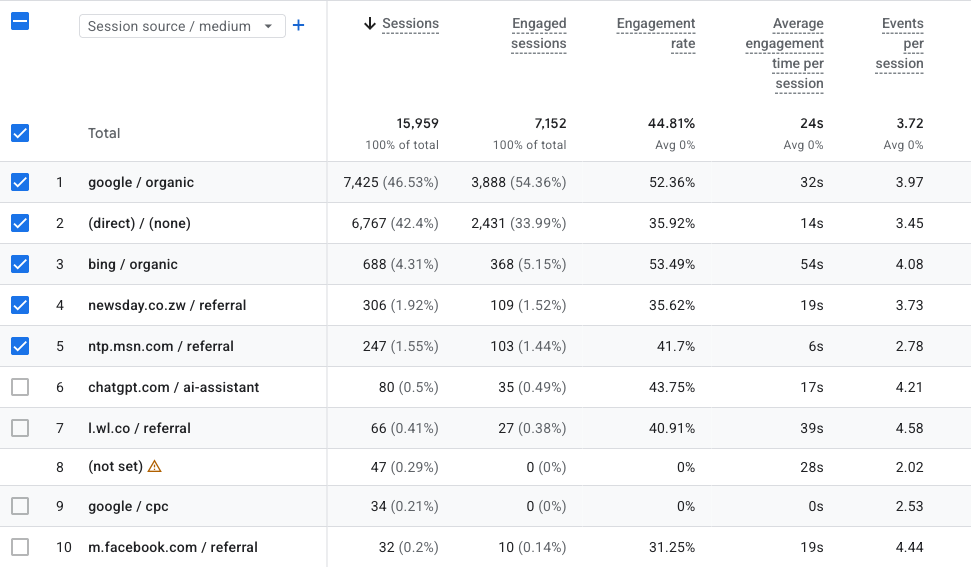 Session source / medium +
↓ Sessions Engaged sessions Engagement rate Average engagement time per session Events per session
Total 15,959 7,152 44.81% 24s 3.72
100% of total 100% of total Avg 0% Avg 0% Avg 0%
1 google / organic 7,425 (46.53%) 3,888 (54.36%) 52.36% 32s 3.97
2 (direct) / (none) 6,767 (42.4%) 2,431 (33.99%) 35.92% 14s 3.45
3 bing / organic 688 (4.31%) 368 (5.15%) 53.49% 54s 4.08
4 newsday.co.zw / referral 306 (1.92%) 109 (1.52%) 35.62% 19s 3.73
5 ntp.msn.com / referral 247 (1.55%) 103 (1.44%) 41.7% 6s 2.78
6 chatgpt.com / ai-assistant 80 (0.5%) 35 (0.49%) 43.75% 17s 4.21
7 l.wl.co / referral 66 (0.41%) 27 (0.38%) 40.91% 39s 4.58
8 (not set) 47 (0.29%) 0 (0%) 0% 28s 2.02
9 google / cpc 34 (0.21%) 0 (0%) 0% 0s 2.53
10 m.facebook.com / referral 32 (0.2%) 10 (0.14%) 31.25% 19s 4.44